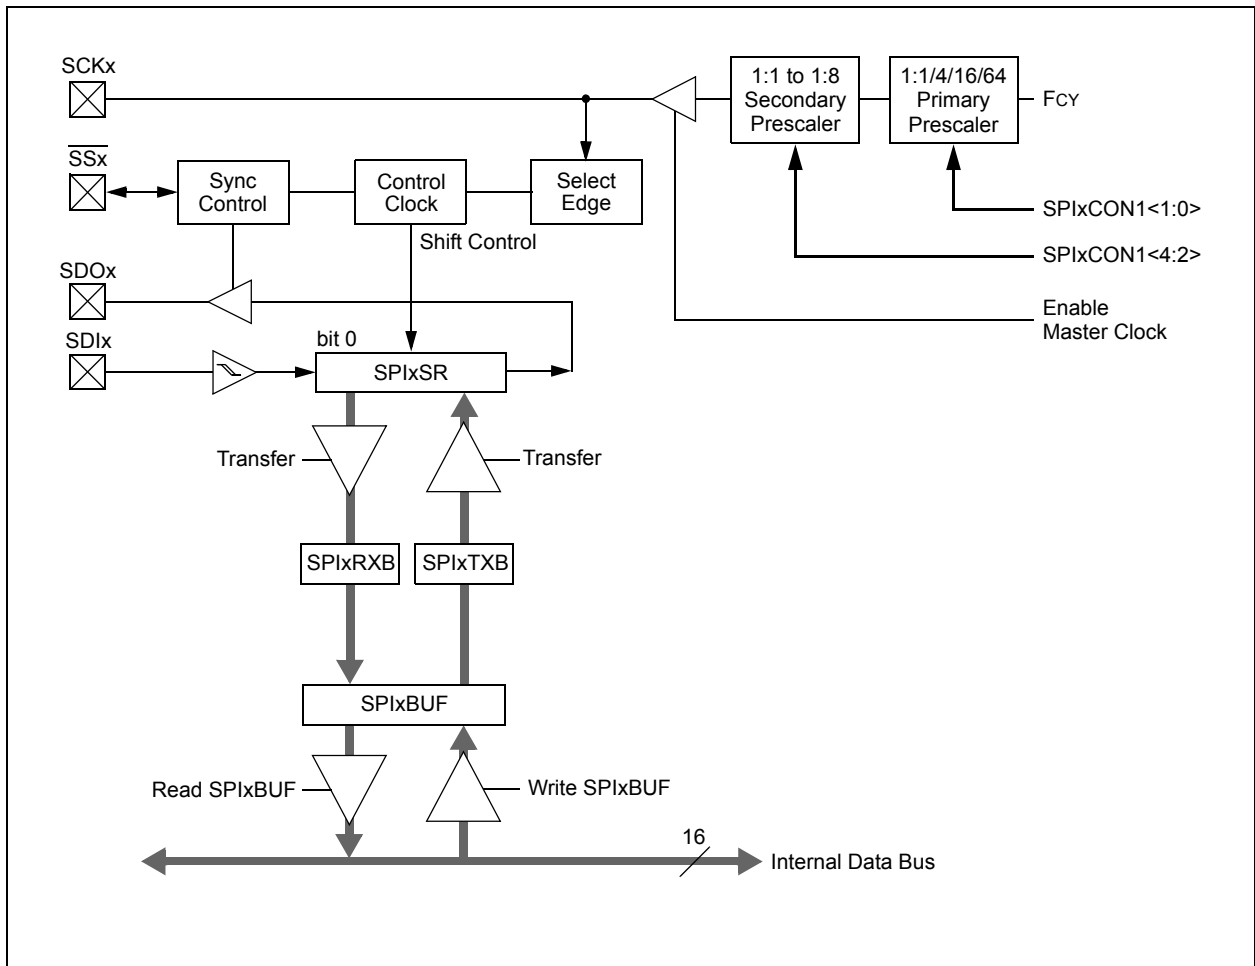 SCKx
1:1 to 1:8
Secondary
Prescaler
1:1/4/16/64
Primary
Prescaler
FCY
SSx
Sync
Control
Control
Clock
Select
Edge
SPIxCON1<1:0>
Shift Control
SPIxCON1<4:2>
SDOx
Enable
Master Clock
SDIx
bit 0
SPIxSR
Transfer
Transfer
SPIxRXB
SPIxTXB
SPIxBUF
Read SPIxBUF
Write SPIxBUF
16
Internal Data Bus